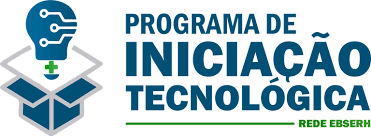 PROGRAMA DE
INICIAÇÃO
TECNOLÓGICA
REDE EBSERH